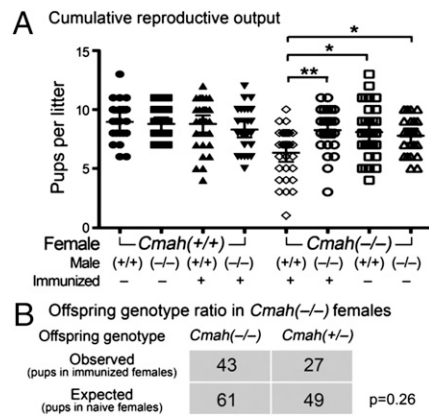 A Cumulative reproductive output
* 
*
**
15
10
5
0
Pups per litter
Female Cmah(+/+) Cmah(–/–)
Male (+/+) (–/–) (+/+) (–/–) (+/+) (–/–) (+/+) (–/–)
Immunized – – + + + + – –
B Offspring genotype ratio in Cmah(–/–) females
Offspring genotype Cmah(–/–) Cmah(+/–)
Observed 43 27
(pups in immunized females)
Expected 61 49 p=0.26
(pups in naive females)